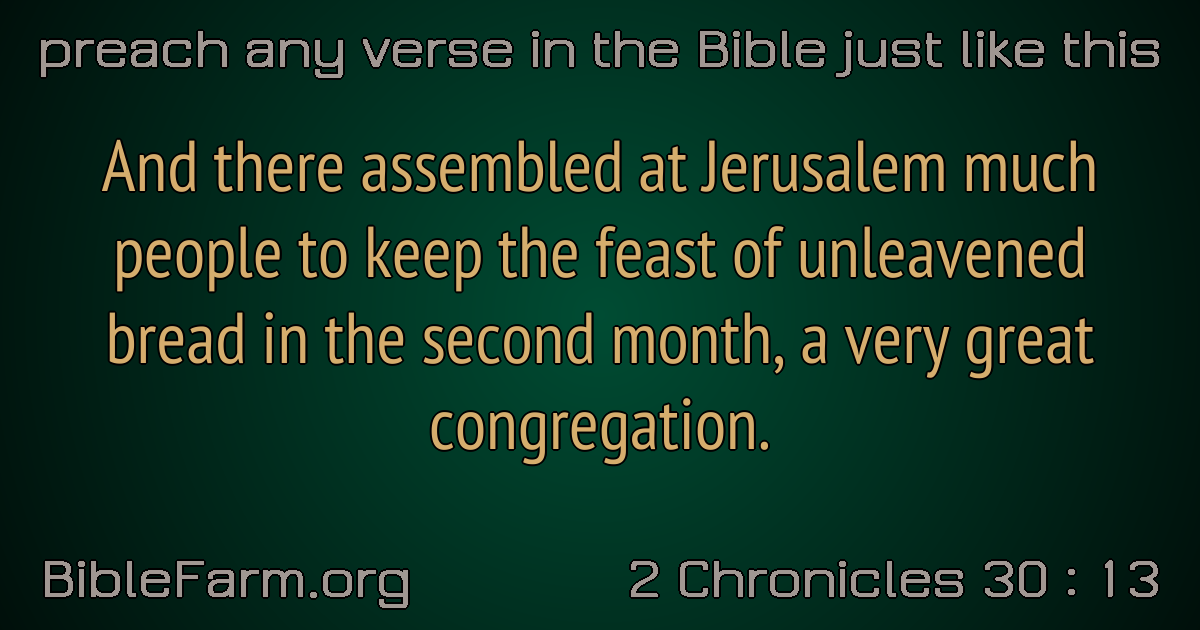 preach any verse in the Bible just like this
And there assembled at Jerusalem much
people to keep the feast of unleavened
bread in the second month, a very great
congregation.
BibleFarm.org
2 Chronicles 30 : 13